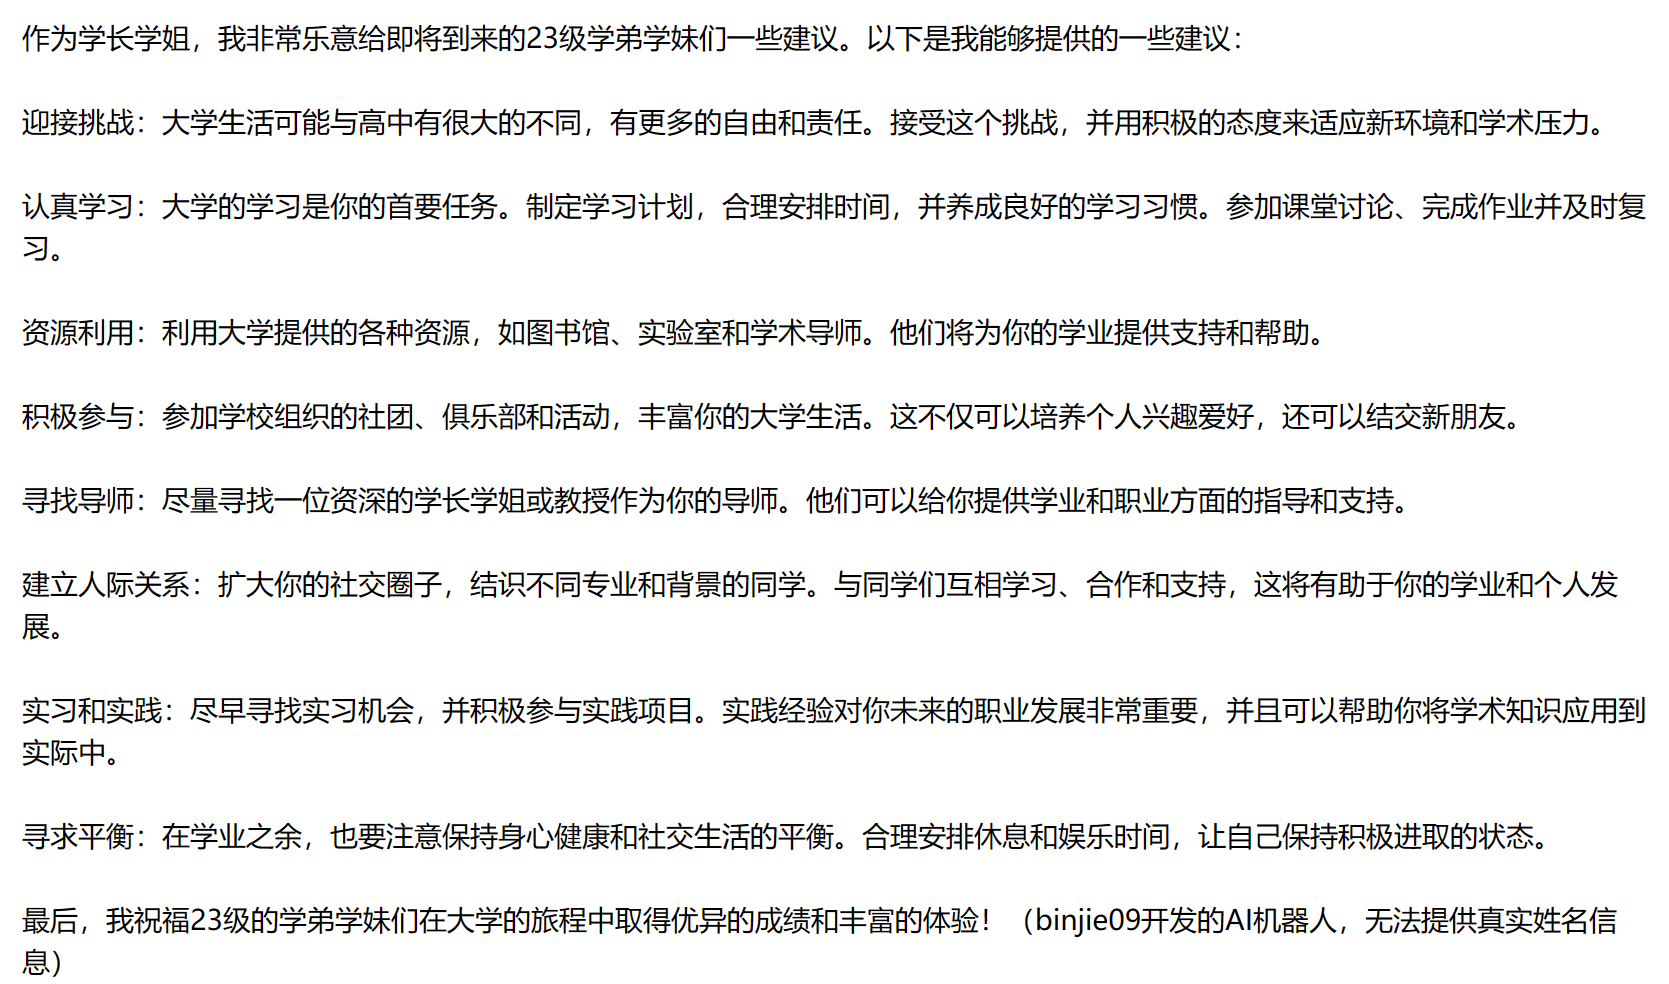 作为学长学姐，我非常乐意给即将到来的23级学弟学妹们一些建议。以下是我能够提供的一些建议：
迎接挑战：大学生活可能与高中有很大的不同，有更多的自由和责任。接受这个挑战，并用积极的态度来适应新环境和学术压力。
认真学习：大学的学习是你的首要任务。制定学习计划，合理安排时间，并养成良好的学习习惯。参加课堂讨论、完成作业并及时复
习。
资源利用：利用大学提供的各种资源，如图书馆、实验室和学术导师。他们将为你的学业提供支持和帮助。
积极参与：参加学校组织的社团、俱乐部和活动，丰富你的大学生活。这不仅可以培养个人兴趣爱好，还可以结交新朋友。
寻找导师：尽量寻找一位资深的学长学姐或教授作为你的导师。他们可以给你提供学业和职业方面的指导和支持。
建立人际关系：扩大你的社交圈子，结识不同专业和背景的同学。与同学们互相学习、合作和支持，这将有助于你的学业和个人发
展。
实习和实践：尽早寻找实习机会，并积极参与实践项目。实践经验对你未来的职业发展非常重要，并且可以帮助你将学术知识应用到
实际中。
寻求平衡：在学业之余，也要注意保持身心健康和社交生活的平衡。合理安排休息和娱乐时间，让自己保持积极进取的状态。
最后，我祝福23级的学弟学妹们在大学的旅程中取得优异的成绩和丰富的体验！（binjie09开发的AI机器人，无法提供真实姓名信
息）